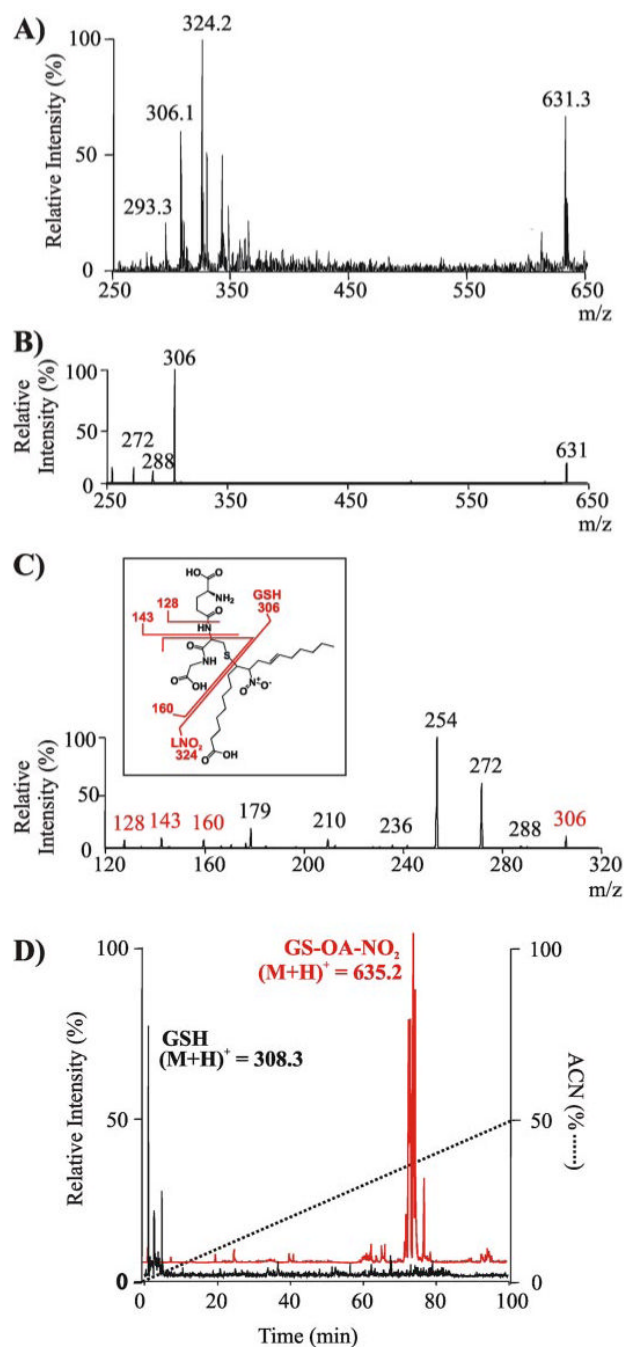 A)
Relative Intensity (%)
100
50
0
293.3
306.1
324.2
631.3
250
350
450
550
650
m/z
B)
Relative
Intensity (%)
100
50
0
272
288
306
631
250
350
450
550
650
m/z
C)
HO
O
NH₂
GSH
306
128
143
O
NH
O
S
NH
O
OH
N⁺
O
O⁻
160
LNO₂
324
O
OH
Relative
Intensity (%)
100
50
0
128
143
160
179
210
236
254
272
288
306
120
160
200
240
280
320
m/z
D)
Relative Intensity (%)
100
50
0
GS-OA-NO₂
(M+H)⁺ = 635.2
GSH
(M+H)⁺ = 308.3
100
50
0
ACN (% ......)
0
20
40
60
80
100
Time (min)